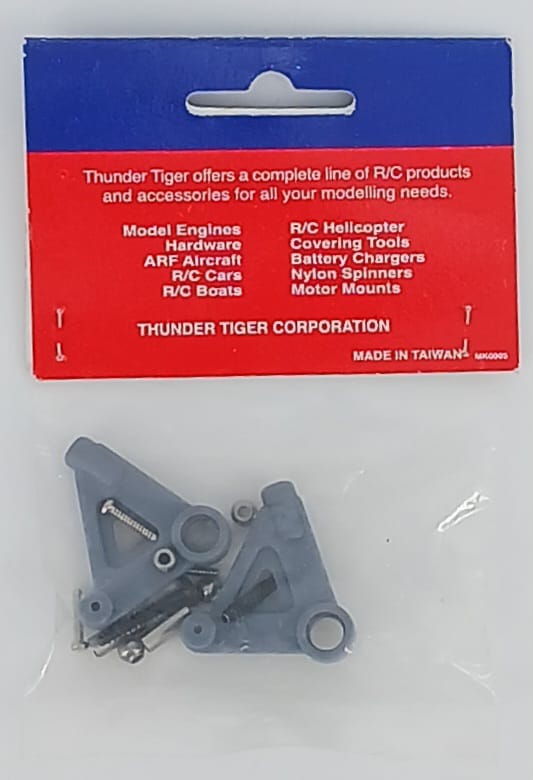 Thunder Tiger offers a complete line of R/C products
and accessories for all your modelling needs.
Model Engines
Hardware
ARF Aircraft
R/C Cars
R/C Boats
R/C Helicopter
Covering Tools
Battery Chargers
Nylon Spinners
Motor Mounts
THUNDER TIGER CORPORATION
MADE IN TAIWAN